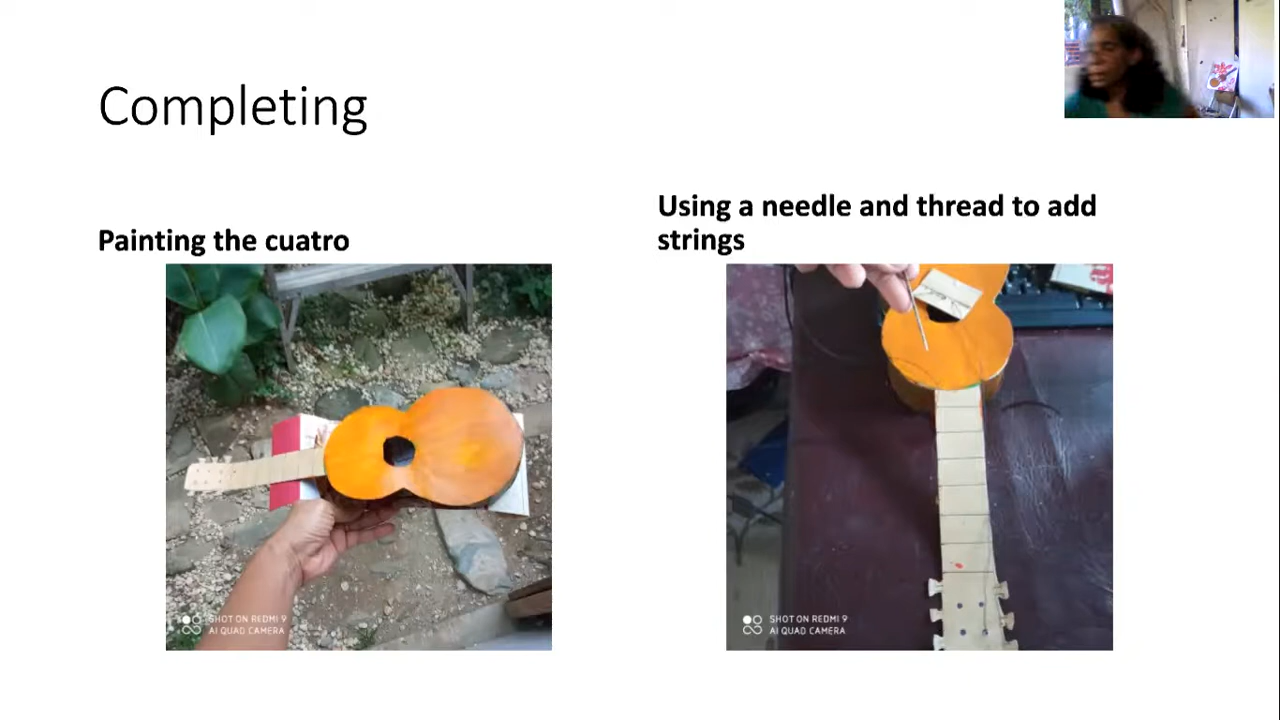 Completing
Painting the cuatro
Using a needle and thread to add
strings
SHOT ON REDMI 9
AI QUAD CAMERA
SHOT ON REDMI 9
AI QUAD CAMERA